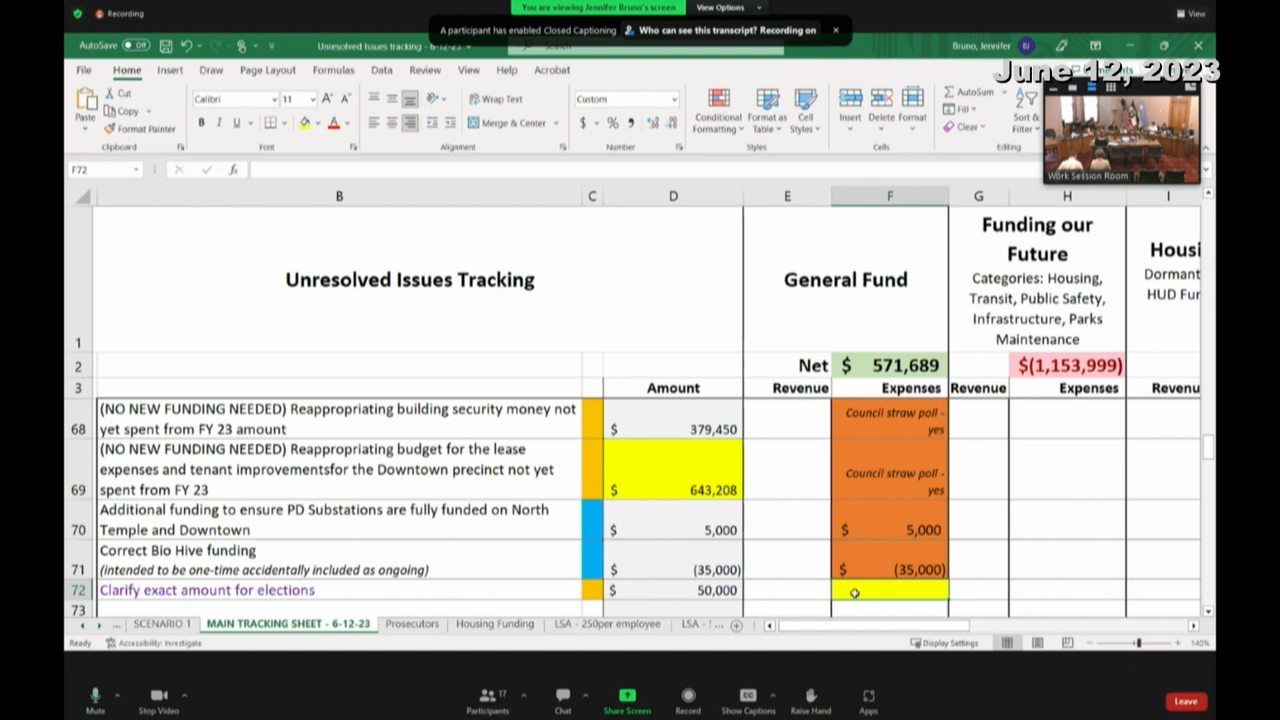 Recording
You are viewing Jennifer Bruno's screen
View Options
View
A participant has enabled Closed Captioning
Who can see this transcript? Recording on
AutoSave Off
Unresolved Issues tracking - 6-12-23
Search
Bruno, Jennifer
BJ
June 12, 2023
File Home Insert Draw Page Layout Formulas Data Review View Help Acrobat
Paste
Cut
Copy
Format Painter
Clipboard
Calibri 11
B I U
Font
Wrap Text
Merge & Center
Alignment
Custom
$ % 9
Number
Conditional Formatting
Format as Table
Cell Styles
Styles
Insert Delete Format
Cells
AutoSum
Fill
Clear
Sort &
Filter
Editing
Work Session Room
F72
fx
B C D E F G H I
Unresolved Issues Tracking
General Fund
Funding our
Future
Categories: Housing,
Transit, Public Safety,
Infrastructure, Parks
Maintenance
Housi
Dormant
HUD Fur
1
2 Net $ 571,689 $(1,153,999)
3 Amount Revenue Expenses Revenue Expenses Revenu
(NO NEW FUNDING NEEDED) Reappropriating building security money not Council straw poll -
68 yet spent from FY 23 amount $ 379,450 yes
(NO NEW FUNDING NEEDED) Reappropriating budget for the lease
expenses and tenant improvementsfor the Downtown precinct not yet Council straw poll -
69 spent from FY 23 $ 643,208 yes
Additional funding to ensure PD Substations are fully funded on North
70 Temple and Downtown $ 5,000 $ 5,000
Correct Bio Hive funding
71 (intended to be one-time accidentally included as ongoing) $ (35,000) $ (35,000)
72 Clarify exact amount for elections $ 50,000
73
... SCENARIO 1 MAIN TRACKING SHEET - 6-12-23 Prosecutors Housing Funding LSA - 250per employee LSA - ! ...
Ready Accessibility: Investigate Display Settings 140%
Mute
Stop Video
Participants 17
Chat
Share Screen
Record
CC
Show Captions
Raise Hand
Apps
Leave